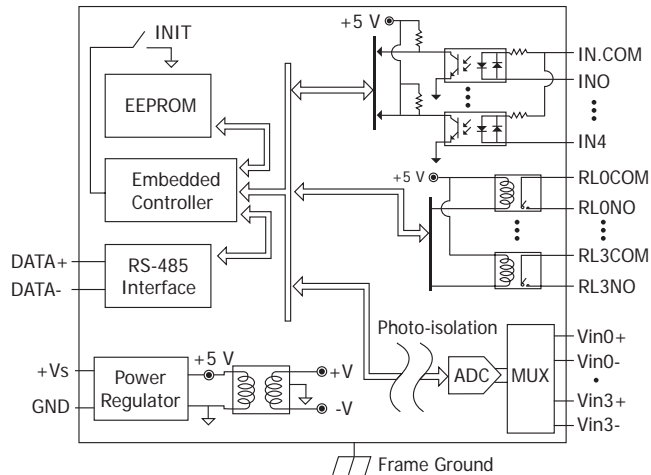 INIT
+5 V
IN.COM
EEPROM
IN0
IN4
Embedded
Controller
+5 V
RL0COM
RL0NO
RL3COM
RL3NO
DATA+
DATA-
RS-485
Interface
Photo-isolation
Vin0+
Vin0-
+Vs
GND
Power
Regulator
+5 V
+V
-V
ADC
MUX
Vin3+
Vin3-
Frame Ground